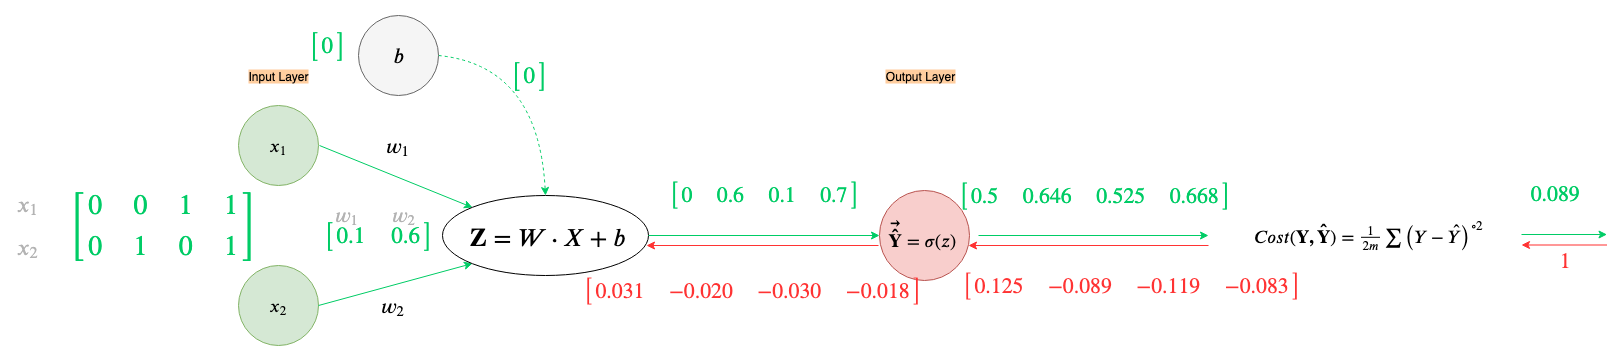 [0]
b
[0]
Input Layer
Output Layer
x₁
w₁
x₁ [0 0 1 1]
x₂ [0 1 0 1]
w₁ w₂
[0.1 0.6]
Z = W · X + b
[0 0.6 0.1 0.7]
Ŷ⃗ = σ(z)
[0.5 0.646 0.525 0.668]
Cost(Y, Ŷ) = 1/2m ∑ (Y − Ŷ)^∘2
0.089
1
[0.031 −0.020 −0.030 −0.018]
[0.125 −0.089 −0.119 −0.083]
x₂
w₂